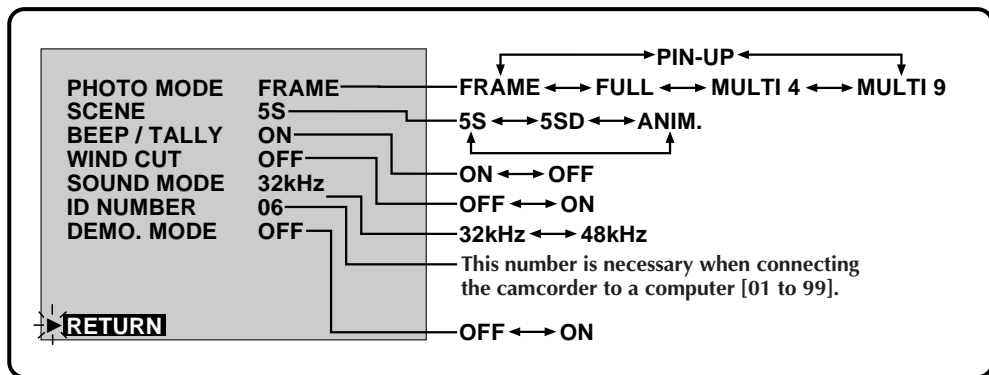 PIN-UP
PHOTO MODE FRAME FRAME FULL MULTI 4 MULTI 9
SCENE 5S 5S 5SD ANIM.
BEEP / TALLY ON ON OFF
WIND CUT OFF OFF ON
SOUND MODE 32kHz 32kHz 48kHz
ID NUMBER 06 This number is necessary when connecting
the camcorder to a computer [01 to 99].
DEMO. MODE OFF OFF ON
RETURN